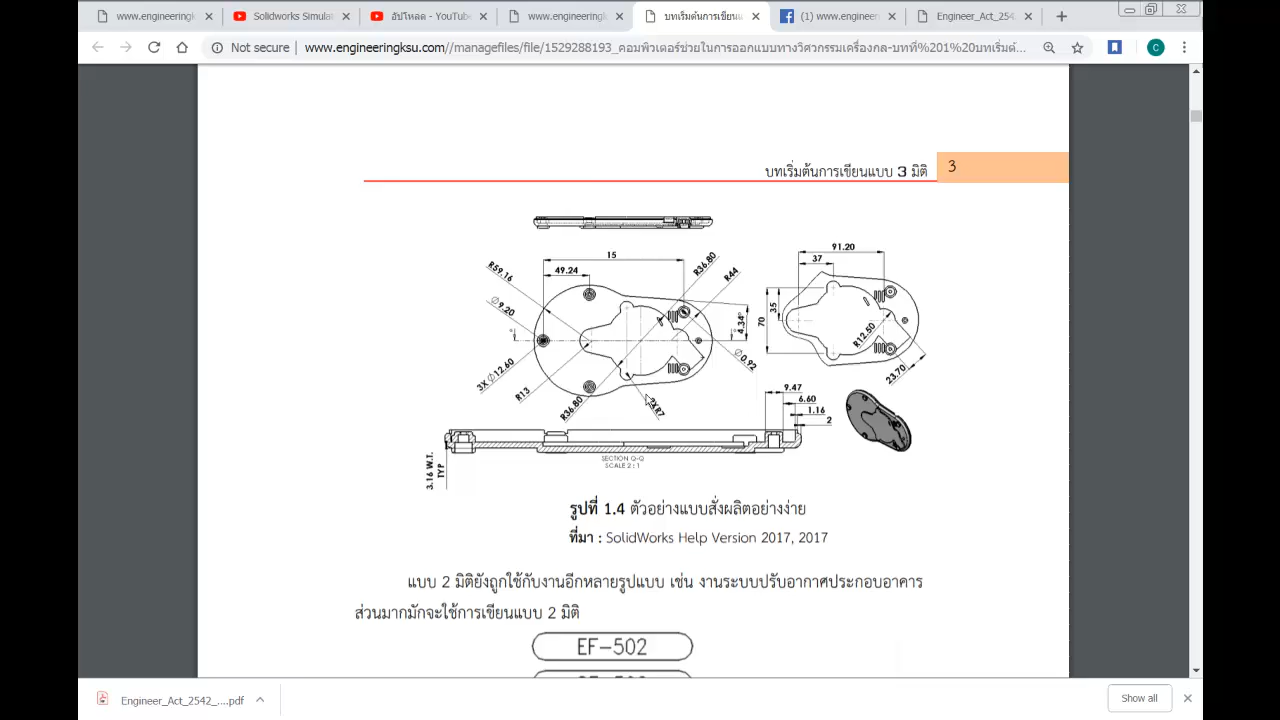 www.engineeringk
Solidworks Simulat
อัปโหลด - YouTube
www.engineeringk
บทเริ่มต้นการเขียนแบ
(1) www.engineer
Engineer_Act_254
Not secure | www.engineeringksu.com//managefiles/file/1529288193_คอมพิวเตอร์ช่วยในการออกแบบทางวิศวกรรมเครื่องกล-บทที่%201%20บทเริ่มต้...
C
บทเริ่มต้นการเขียนแบบ 3 มิติ 3
15
49.24
R59.16
R36.80
R44
Ø9.20
4.34°
3X Ø12.60
R13
R36.80
2XR7
Ø0.92
91.20
37
70
35
R12.50
23.70
9.47
6.60
1.16
2
3.16 W.T.
TYP
SECTION Q-Q
SCALE 2 : 1
รูปที่ 1.4 ตัวอย่างแบบสั่งผลิตอย่างง่าย
ที่มา : SolidWorks Help Version 2017, 2017
แบบ 2 มิติยังถูกใช้กับงานอีกหลายรูปแบบ เช่น งานระบบปรับอากาศประกอบอาคาร
ส่วนมากมักจะใช้การเขียนแบบ 2 มิติ
EF-502
Engineer_Act_2542_....pdf
Show all